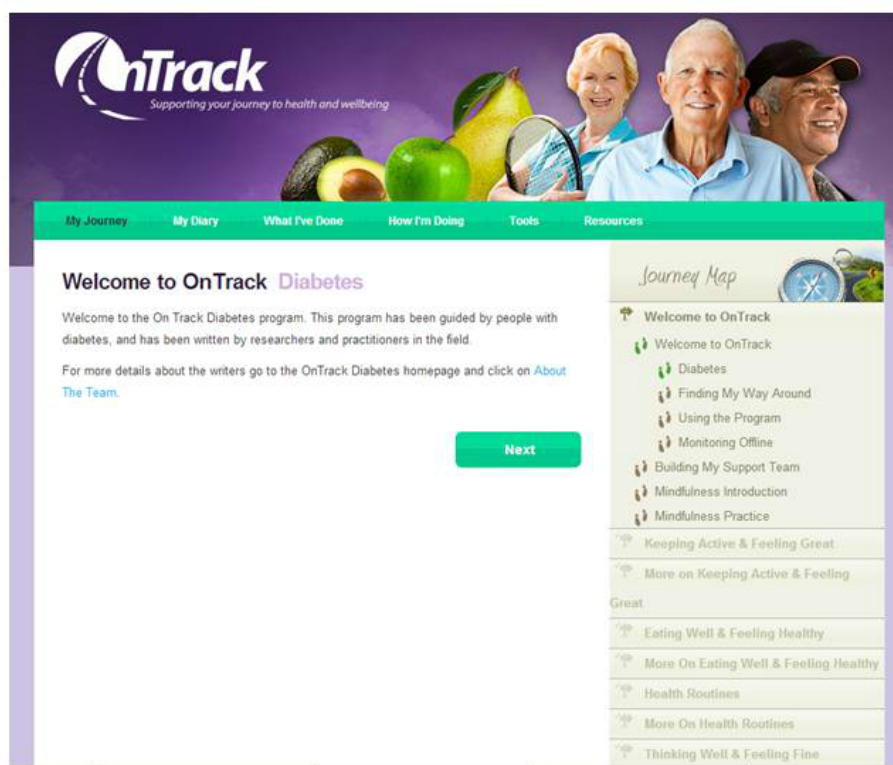 OnTrack
Supporting your journey to health and wellbeing
My Journey My Diary What I've Done How I'm Doing Tools Resources
Welcome to OnTrack Diabetes
Welcome to the On Track Diabetes program. This program has been guided by people with
diabetes, and has been written by researchers and practitioners in the field.
For more details about the writers go to the OnTrack Diabetes homepage and click on About
The Team.
Next
Journey Map
Welcome to OnTrack
Welcome to OnTrack
Diabetes
Finding My Way Around
Using the Program
Monitoring Offline
Building My Support Team
Mindfulness Introduction
Mindfulness Practice
Keeping Active & Feeling Great
More on Keeping Active & Feeling
Great
Eating Well & Feeling Healthy
More On Eating Well & Feeling Healthy
Health Routines
More On Health Routines
Thinking Well & Feeling Fine